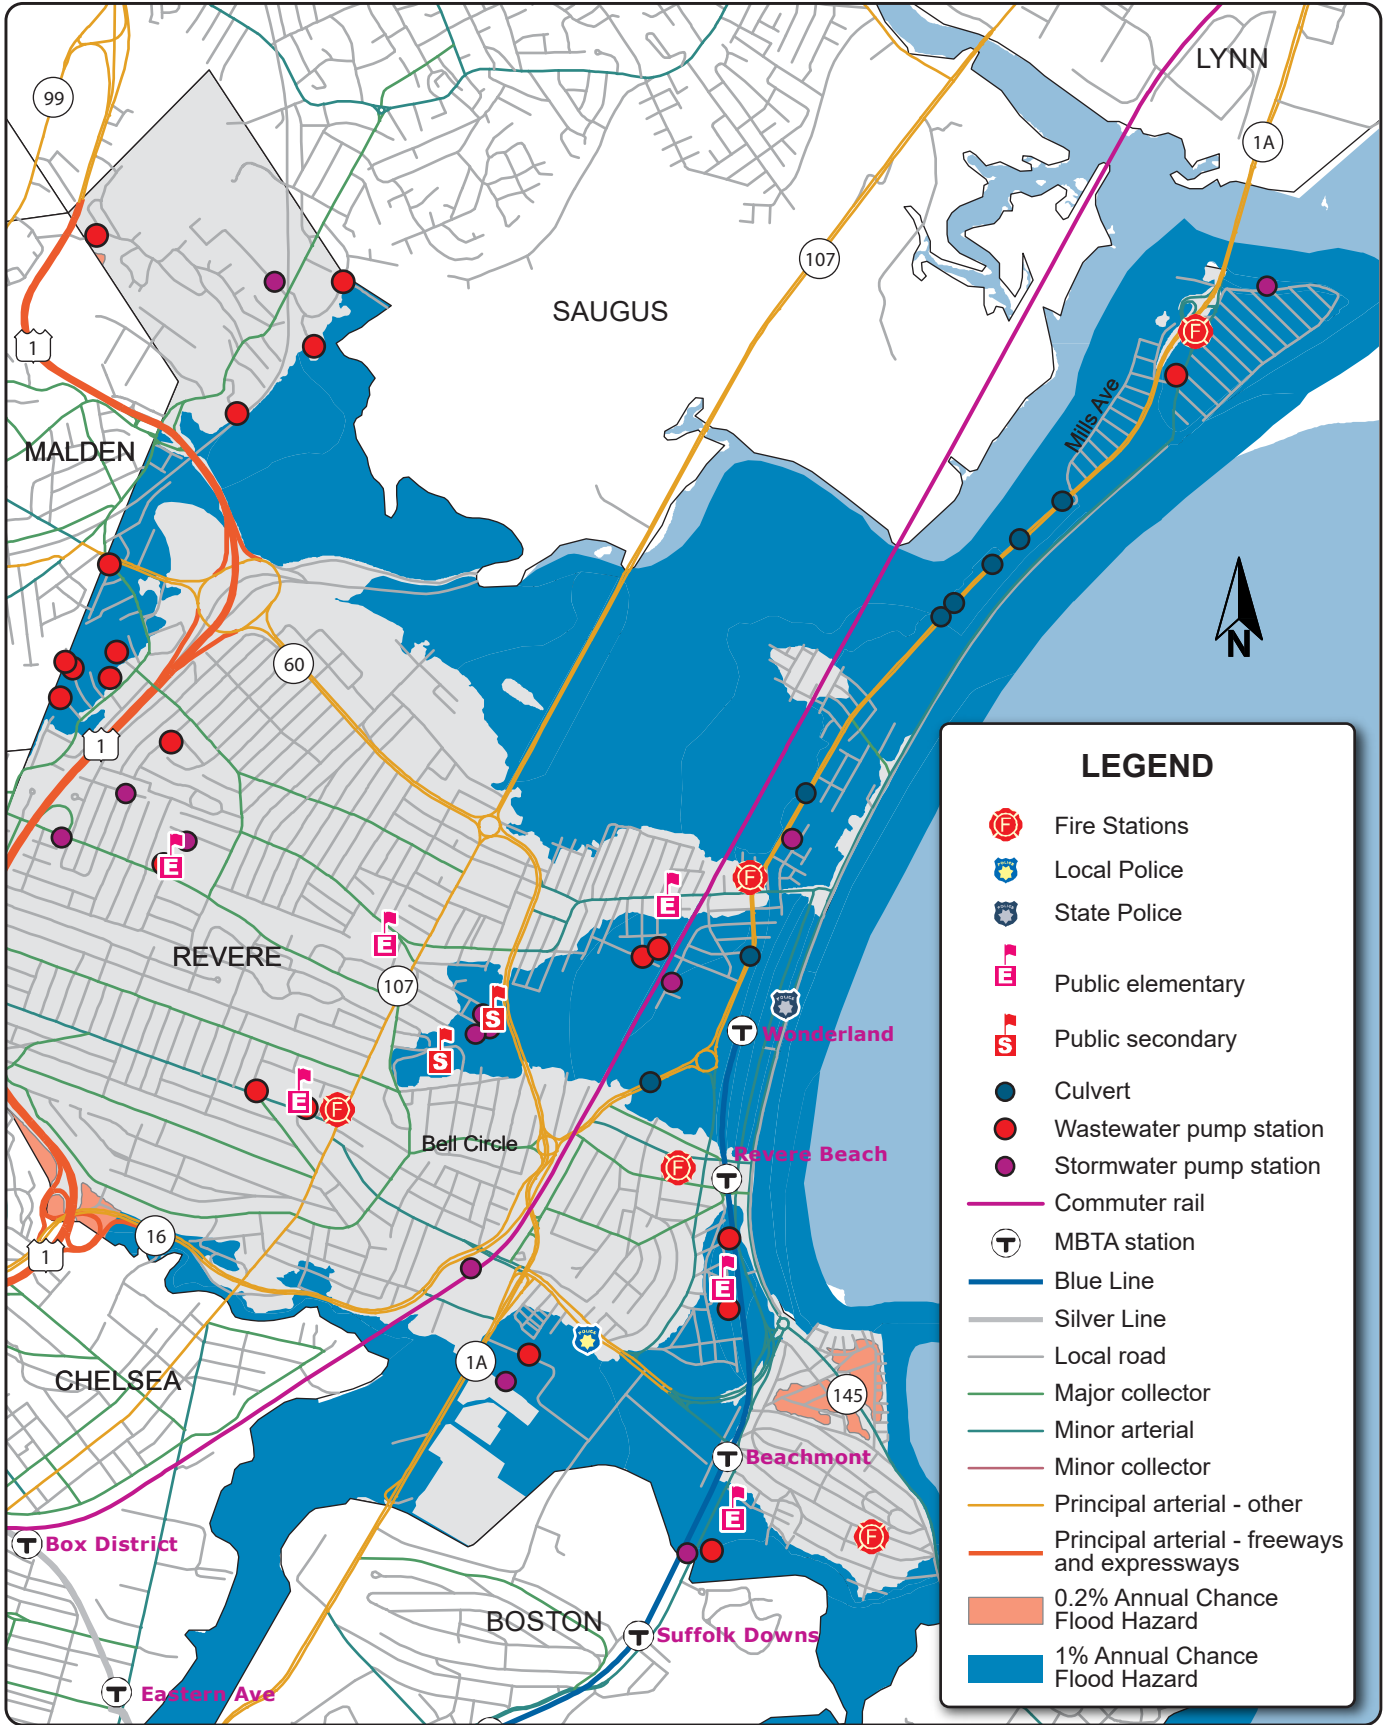 LYNN
99
1A
107
SAUGUS
1
F
Mills Ave
MALDEN
N
60
1
LEGEND
F Fire Stations
POLICE Local Police
POLICE State Police
E Public elementary
S Public secondary
Culvert
Wastewater pump station
Stormwater pump station
Commuter rail
T MBTA station
Blue Line
Silver Line
Local road
Major collector
Minor arterial
Minor collector
Principal arterial - other
Principal arterial - freeways
and expressways
0.2% Annual Chance
Flood Hazard
1% Annual Chance
Flood Hazard
E
F
E
E
REVERE
107
S
POLICE
T Wonderland
S
E
F
Bell Circle
Revere Beach
F
T
16
1
E
POLICE
1A
CHELSEA
145
T Beachmont
E
F
T Box District
BOSTON
T Suffolk Downs
T Eastern Ave